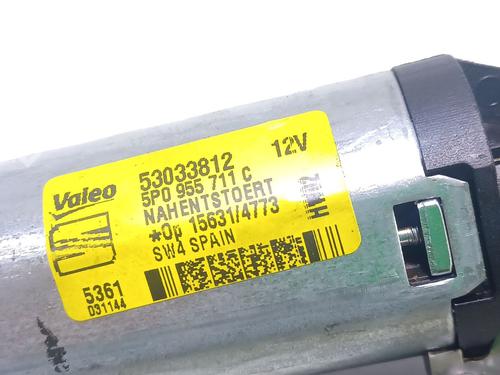 Valeo
53033812 12V
5P0 955 711 C
NAHENTSTOERT
*Op 15631/4773
SW4 SPAIN
5361
D31144